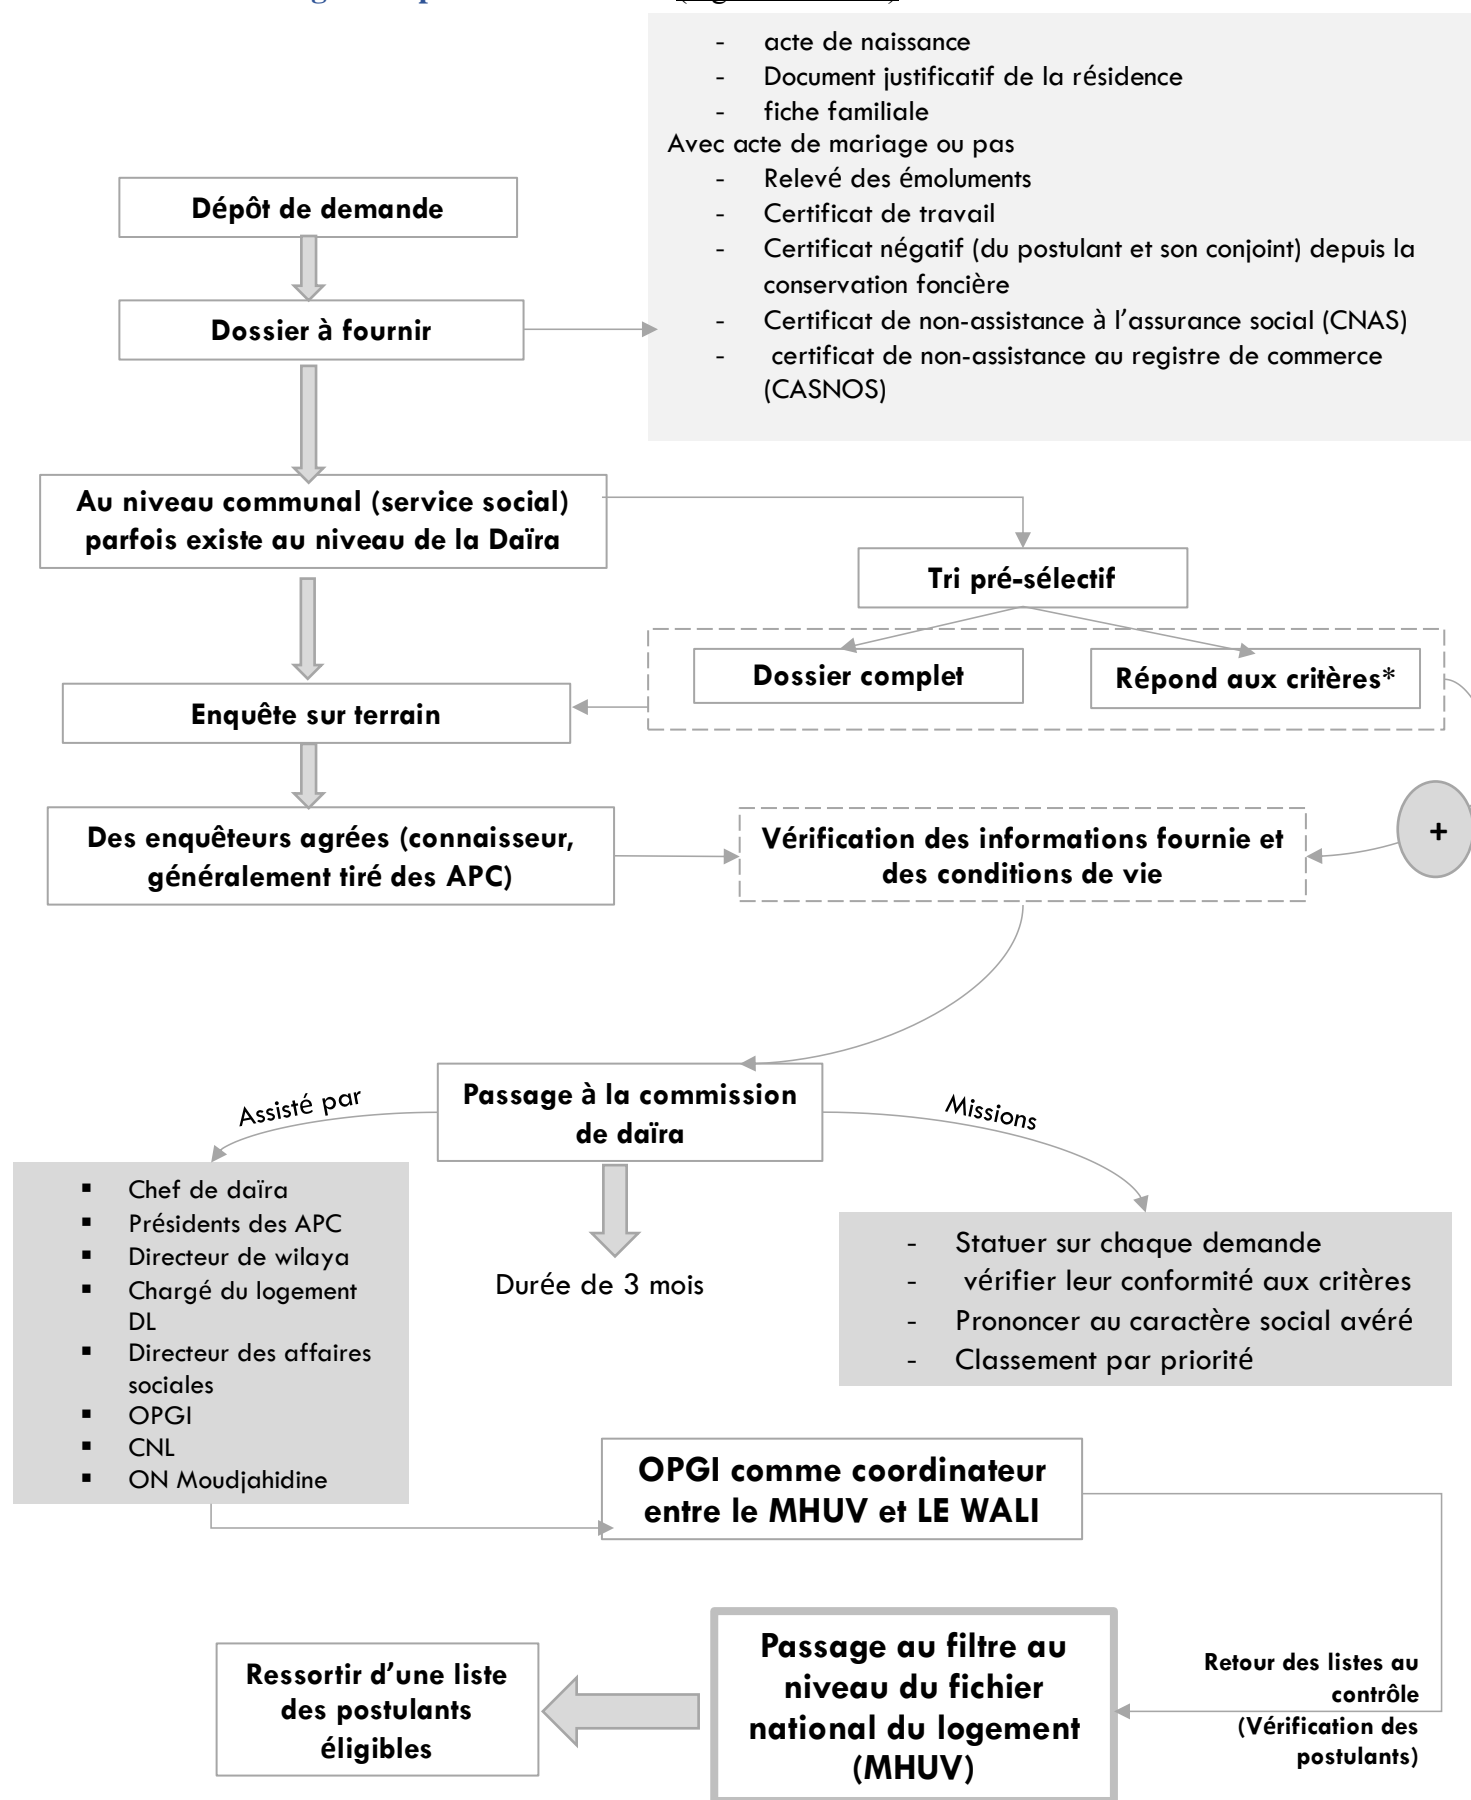 - acte de naissance
- Document justificatif de la résidence
- fiche familiale
Avec acte de mariage ou pas
- Relevé des émoluments
- Certificat de travail
- Certificat négatif (du postulant et son conjoint) depuis la
conservation foncière
- Certificat de non-assistance à l'assurance social (CNAS)
- certificat de non-assistance au registre de commerce
(CASNOS)
Dépôt de demande
Dossier à fournir
Au niveau communal (service social)
parfois existe au niveau de la Daïra
Tri pré-sélectif
Dossier complet
Répond aux critères*
Enquête sur terrain
Des enquêteurs agrées (connaisseur,
généralement tiré des APC)
Vérification des informations fournie et
des conditions de vie
+
Passage à la commission
de daïra
Assisté par
Missions
▪ Chef de daïra
▪ Présidents des APC
▪ Directeur de wilaya
▪ Chargé du logement
DL
▪ Directeur des affaires
sociales
▪ OPGI
▪ CNL
▪ ON Moudjahidine
Durée de 3 mois
- Statuer sur chaque demande
- vérifier leur conformité aux critères
- Prononcer au caractère social avéré
- Classement par priorité
OPGI comme coordinateur
entre le MHUV et LE WALI
Retour des listes au
contrôle
(Vérification des
postulants)
Passage au filtre au
niveau du fichier
national du logement
(MHUV)
Ressortir d'une liste
des postulants
éligibles